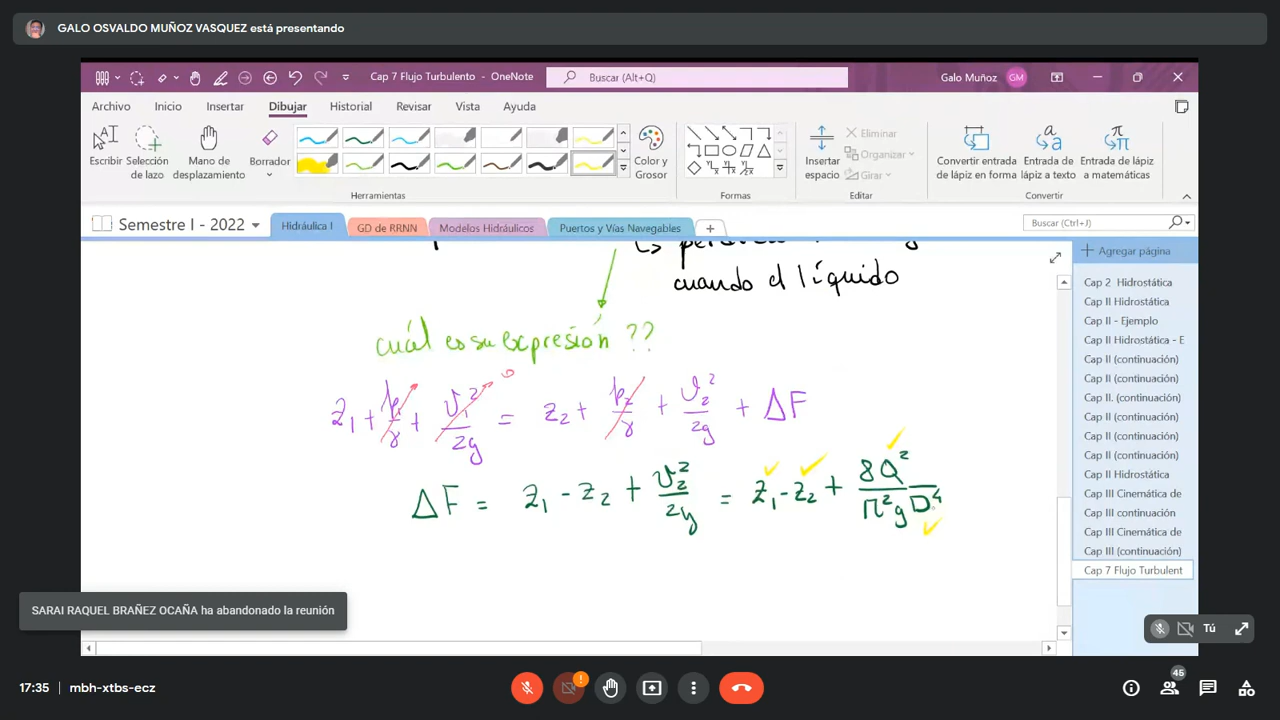 GALO OSVALDO MUÑOZ VASQUEZ está presentando
Cap 7 Flujo Turbulento - OneNote
Buscar (Alt+Q)
Galo Muñoz GM
Archivo Inicio Insertar Dibujar Historial Revisar Vista Ayuda
Escribir Selección de lazo Mano de desplazamiento Borrador
Color y Grosor
Insertar espacio
Eliminar
Organizar
Girar
Convertir entrada de lápiz en forma
Entrada de lápiz a texto
Entrada de lápiz a matemáticas
Herramientas Formas Editar Convertir
Semestre I - 2022
Hidráulica I GD de RRNN Modelos Hidráulicos Puertos y Vías Navegables
Buscar (Ctrl+J)
cuando el líquido
cuál es su expresión ??
z₁ + p₁/γ + v₁²/2g = z₂ + p₂/γ + v₂²/2g + ΔF
0
ΔF = z₁ - z₂ + v₂²/2g = z₁ - z₂ + 8Q²/π²gD⁴
Agregar página
Cap 2 Hidrostática
Cap II Hidrostática
Cap II - Ejemplo
Cap II Hidrostática - E
Cap II (continuación)
Cap II (continuación)
Cap II. (continuación)
Cap II (continuación)
Cap II (continuación)
Cap II (continuación)
Cap II Hidrostática
Cap III Cinemática de
Cap III (continuación)
Cap III Cinemática de
Cap III (continuación)
Cap 7 Flujo Turbulent
SARAI RAQUEL BRAÑEZ OCAÑA ha abandonado la reunión
Tú
17:35 mbh-xtbs-ecz
45